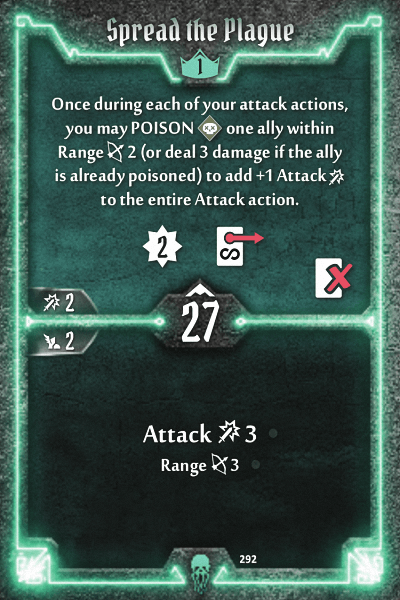 Spread the Plague
1
Once during each of your attack actions,
you may POISON one ally within
Range 2 (or deal 3 damage if the ally
is already poisoned) to add +1 Attack
to the entire Attack action.
2
2
27
2
Attack 3
Range 3
292